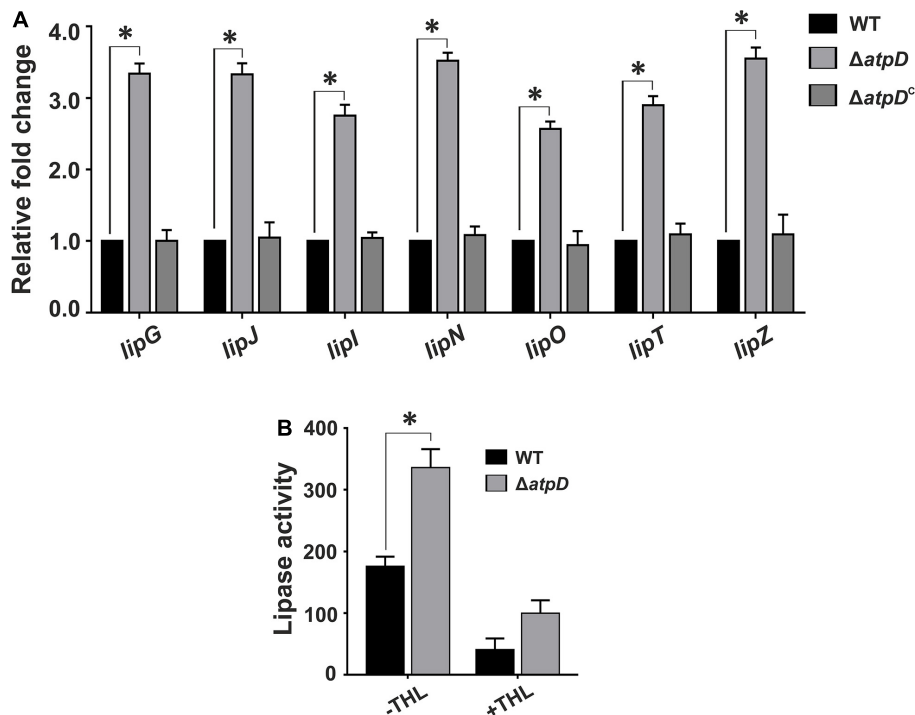 A
Relative fold change
4.0
3.0
2.0
1.0
0.0
*
*
*
*
*
*
*
lipG
lipJ
lipI
lipN
lipO
lipT
lipZ
WT
ΔatpD
ΔatpDᶜ
B
Lipase activity
400
300
200
100
0
*
-THL
+THL
WT
ΔatpD